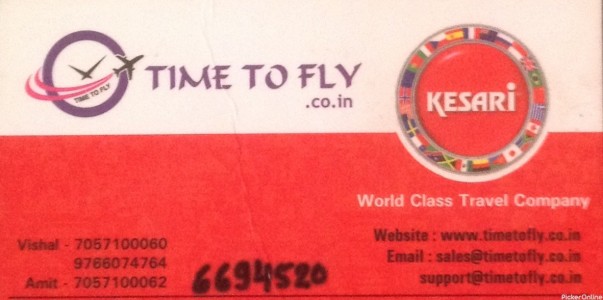 TIME TO FLY
TIME TO FLY
.co.in
KESARi
World Class Travel Company
Vishal - 7057100060
9766074764
Amit - 7057100062
6694520
Website : www.timetofly.co.in
Email : sales@timetofly.co.in
support@timetofly.co.in
PickerOnline